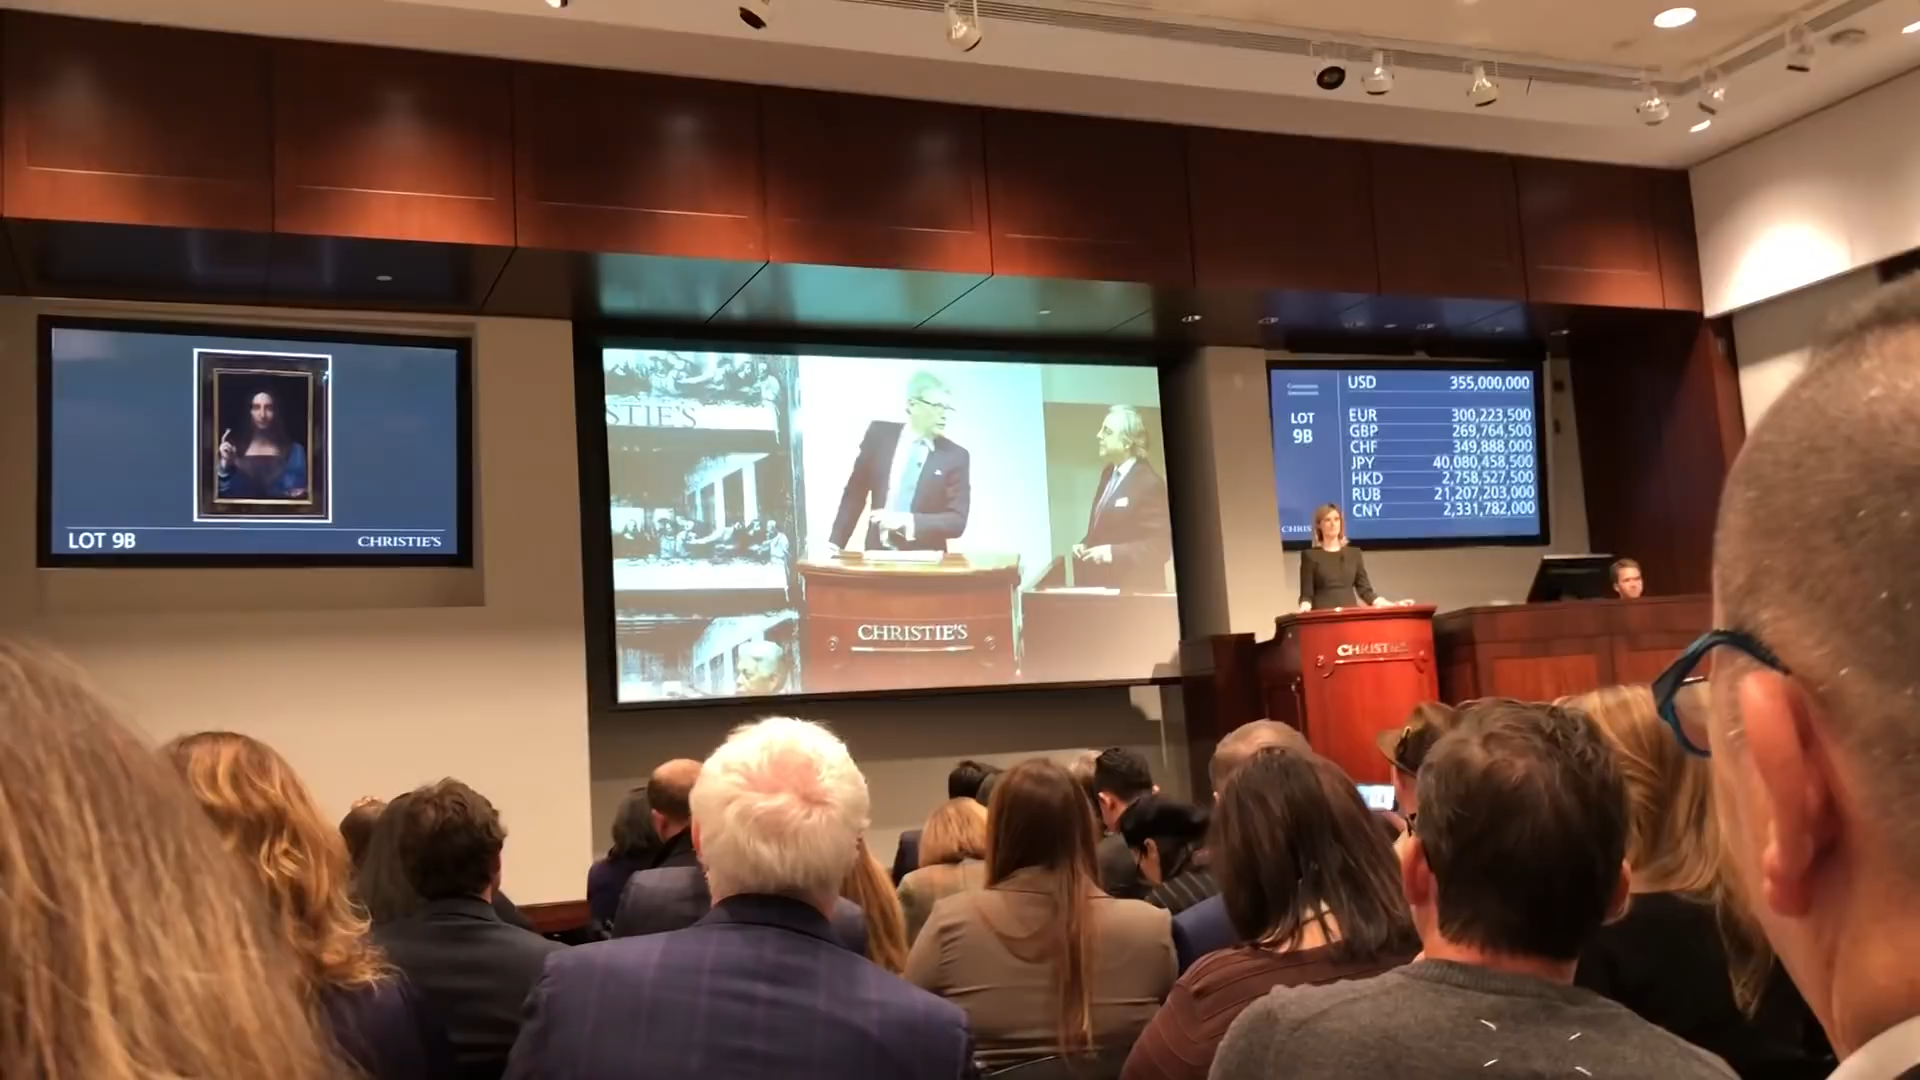 LOT 9B
CHRISTIE'S
STIE'S
CHRISTIE'S
LOT
9B
USD 355,000,000
EUR 300,223,500
GBP 269,764,500
CHF 349,888,000
JPY 40,080,458,500
HKD 2,758,527,500
RUB 21,207,203,000
CNY 2,331,782,000
CHRIS
CHRISTIE'S